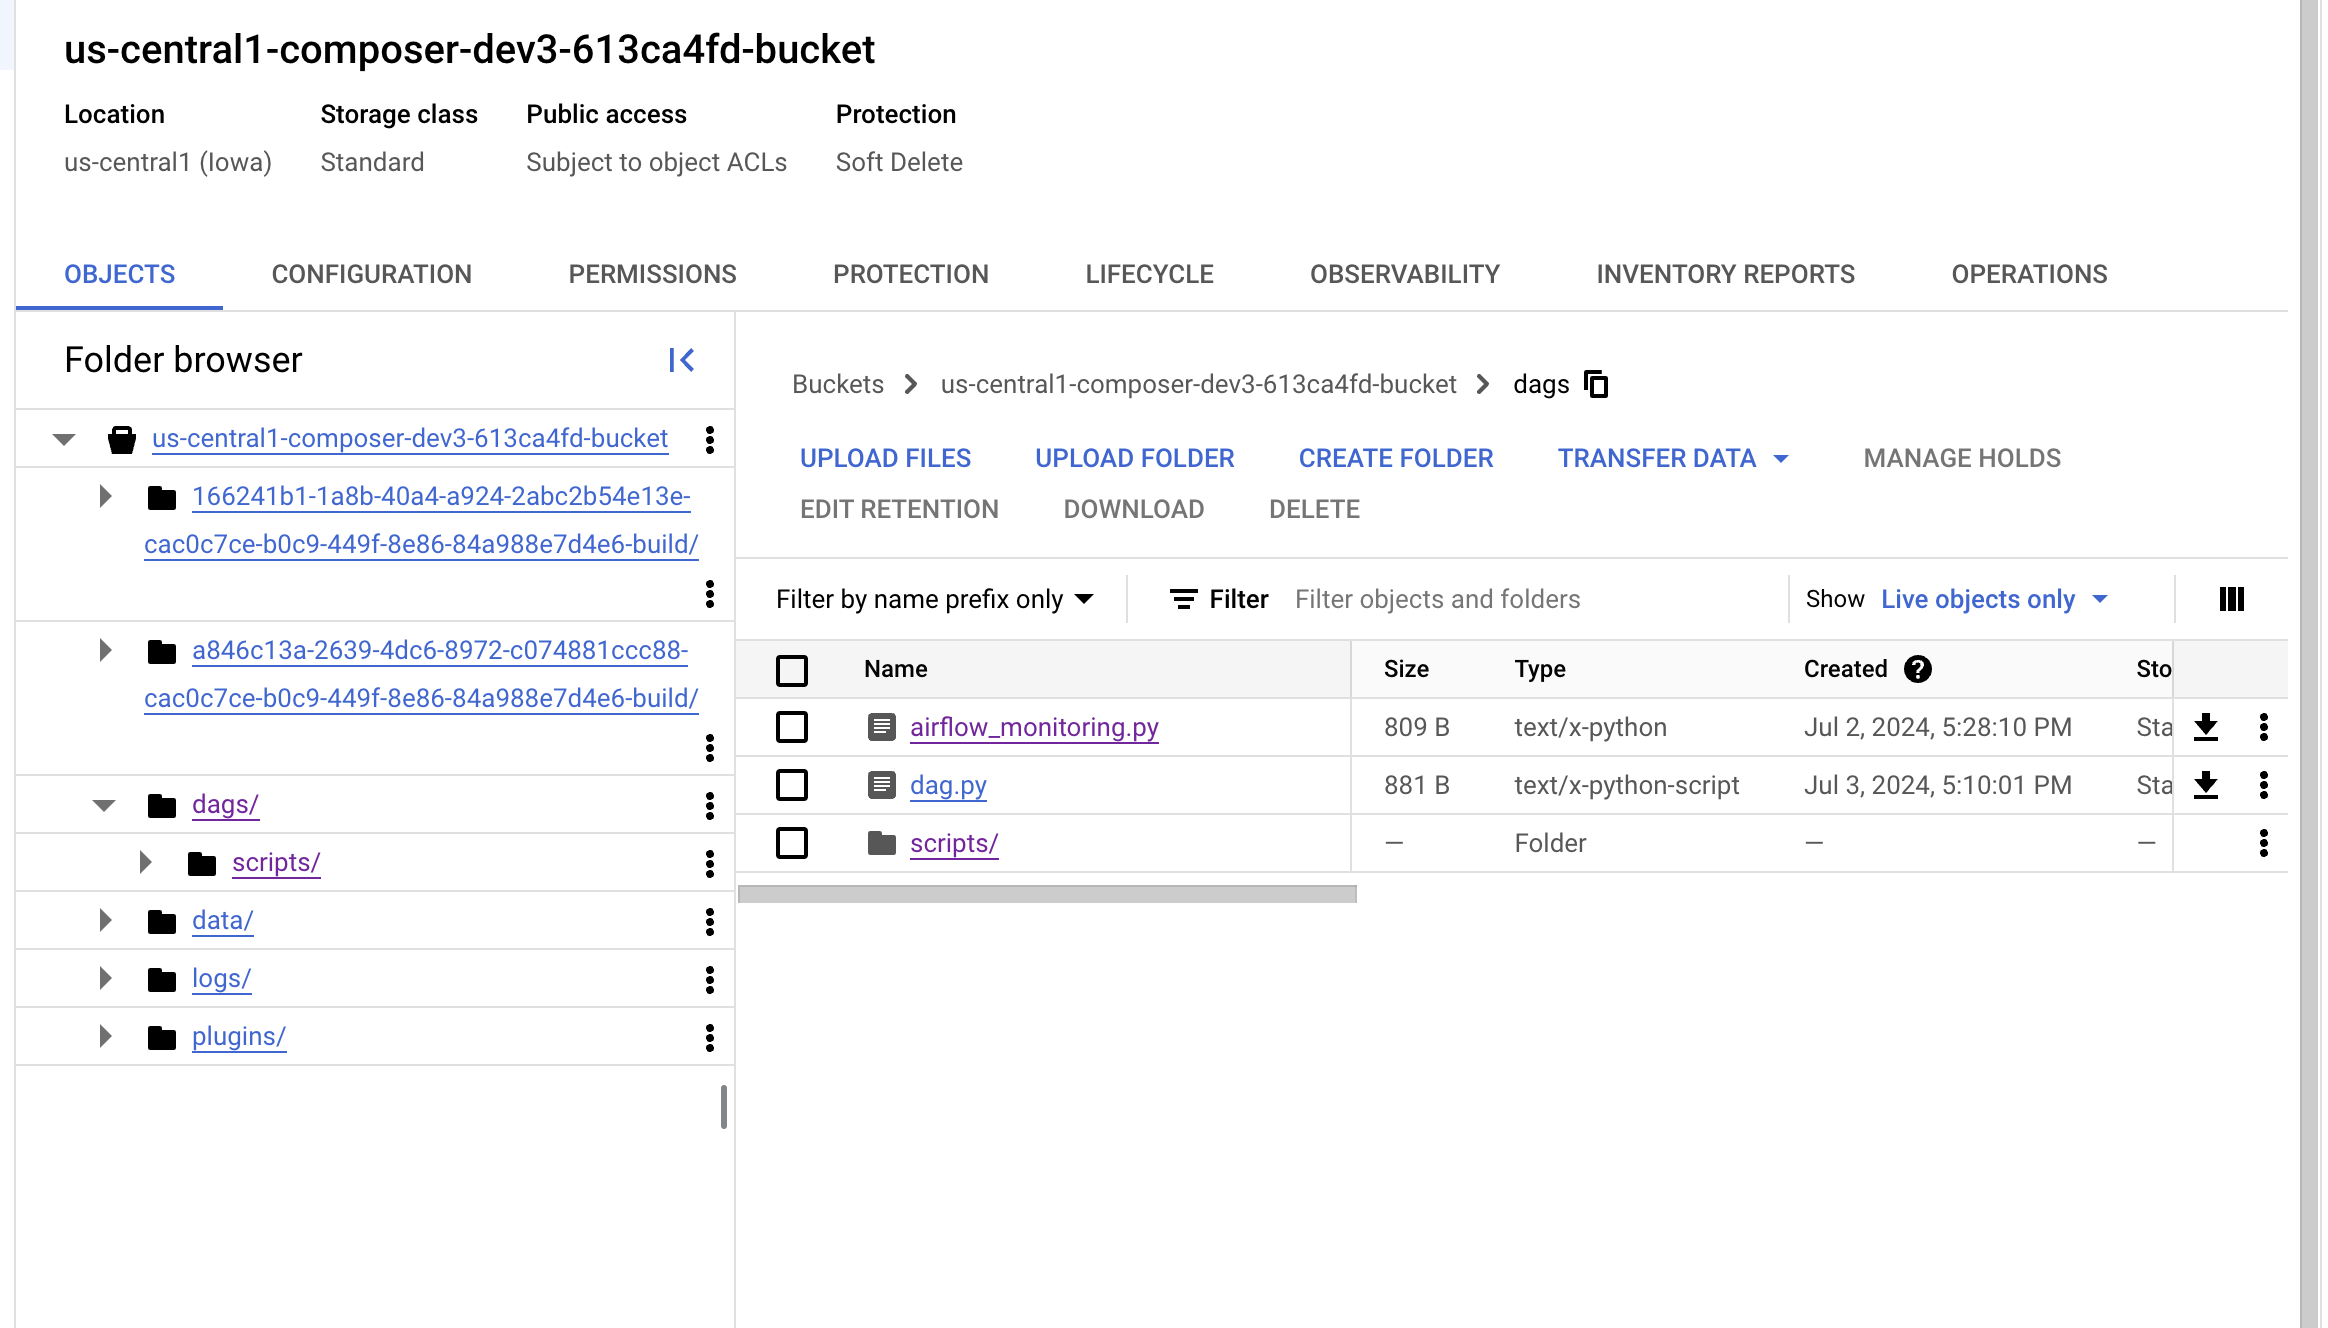 us-central1-composer-dev3-613ca4fd-bucket
Location Storage class Public access Protection
us-central1 (Iowa) Standard Subject to object ACLs Soft Delete
OBJECTS CONFIGURATION PERMISSIONS PROTECTION LIFECYCLE OBSERVABILITY INVENTORY REPORTS OPERATIONS
Folder browser
us-central1-composer-dev3-613ca4fd-bucket
166241b1-1a8b-40a4-a924-2abc2b54e13e-
cac0c7ce-b0c9-449f-8e86-84a988e7d4e6-build/
a846c13a-2639-4dc6-8972-c074881ccc88-
cac0c7ce-b0c9-449f-8e86-84a988e7d4e6-build/
dags/
scripts/
data/
logs/
plugins/
Buckets us-central1-composer-dev3-613ca4fd-bucket dags
UPLOAD FILES UPLOAD FOLDER CREATE FOLDER TRANSFER DATA MANAGE HOLDS
EDIT RETENTION DOWNLOAD DELETE
Filter by name prefix only Filter Filter objects and folders Show Live objects only
Name Size Type Created ? Sto
airflow_monitoring.py 809 B text/x-python Jul 2, 2024, 5:28:10 PM Sta
dag.py 881 B text/x-python-script Jul 3, 2024, 5:10:01 PM Sta
scripts/ — Folder — —